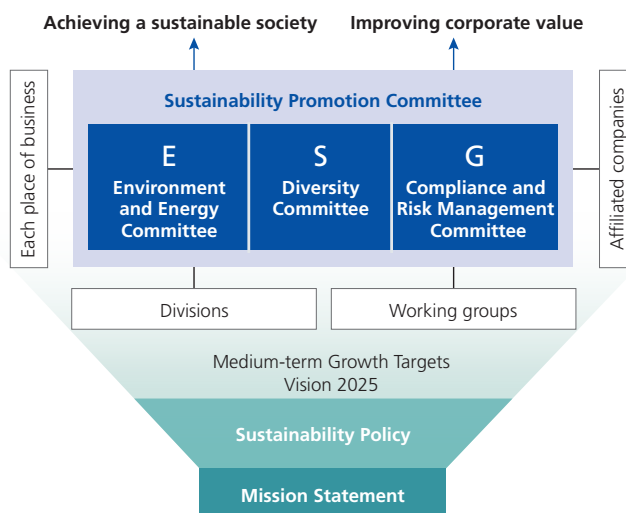 Achieving a sustainable society
Improving corporate value
Each place of business
Sustainability Promotion Committee
E
Environment
and Energy
Committee
S
Diversity
Committee
G
Compliance and
Risk Management
Committee
Affiliated companies
Divisions
Working groups
Medium-term Growth Targets
Vision 2025
Sustainability Policy
Mission Statement